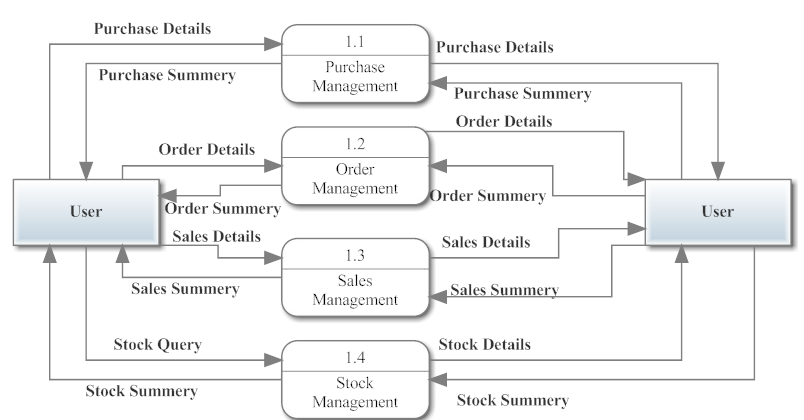 Purchase Details
1.1
Purchase Details
Purchase Summery
Purchase
Management
Purchase Summery
Order Details
1.2
Order Details
Order
Management
Order Summery
Order Summery
User
User
Sales Details
1.3
Sales Details
Sales Summery
Sales
Management
Sales Summery
Stock Query
1.4
Stock Details
Stock Summery
Stock
Management
Stock Summery